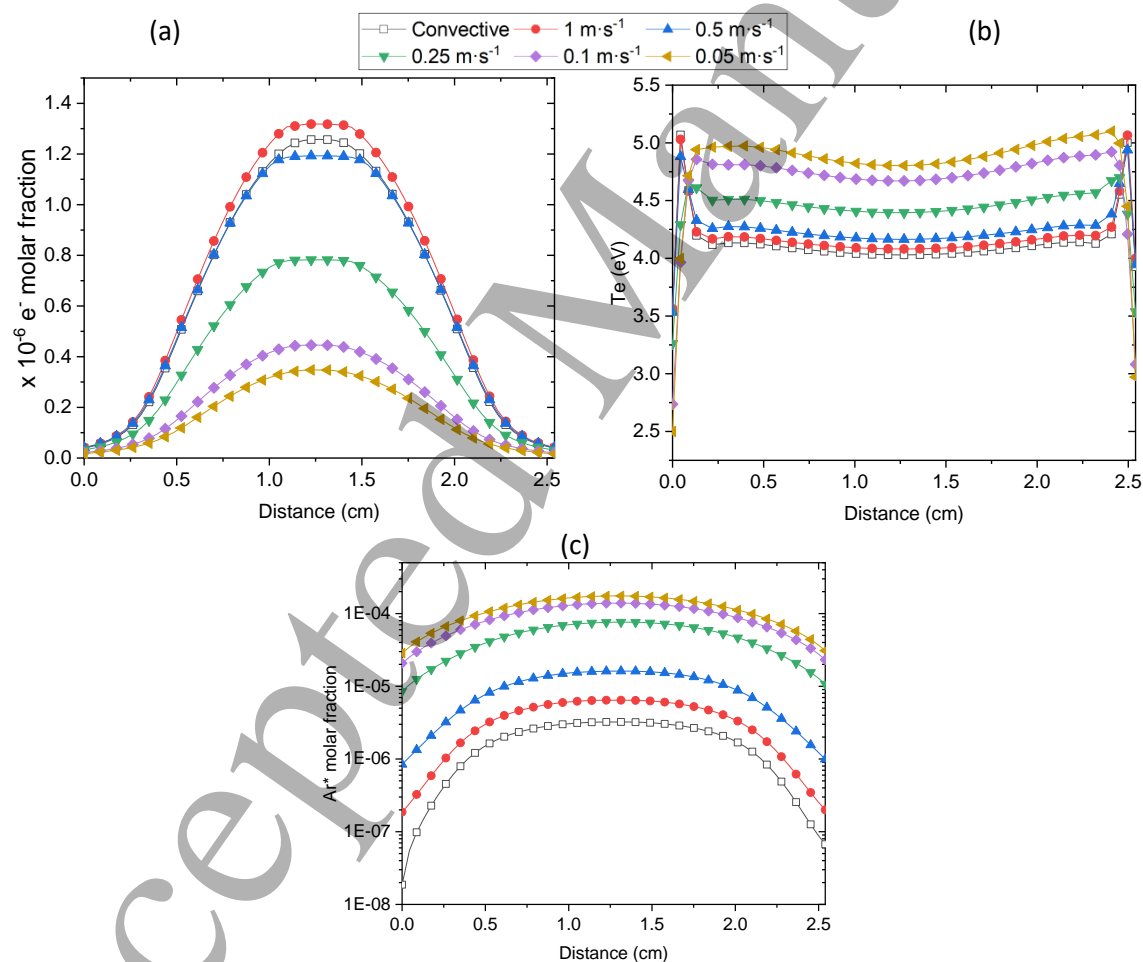 (a)
(b)
Convective 1 m·s⁻¹ 0.5 m·s⁻¹
0.25 m·s⁻¹ 0.1 m·s⁻¹ 0.05 m·s⁻¹
1.4
1.2
1.0
0.8
0.6
0.4
0.2
0.0
x 10⁻⁶ e⁻ molar fraction
0.0 0.5 1.0 1.5 2.0 2.5
Distance (cm)
5.5
5.0
4.5
4.0
3.5
3.0
2.5
Te (eV)
0.0 0.5 1.0 1.5 2.0 2.5
Distance (cm)
(c)
1E-04
1E-05
1E-06
1E-07
1E-08
Ar* molar fraction
0.0 0.5 1.0 1.5 2.0 2.5
Distance (cm)
cepted Man